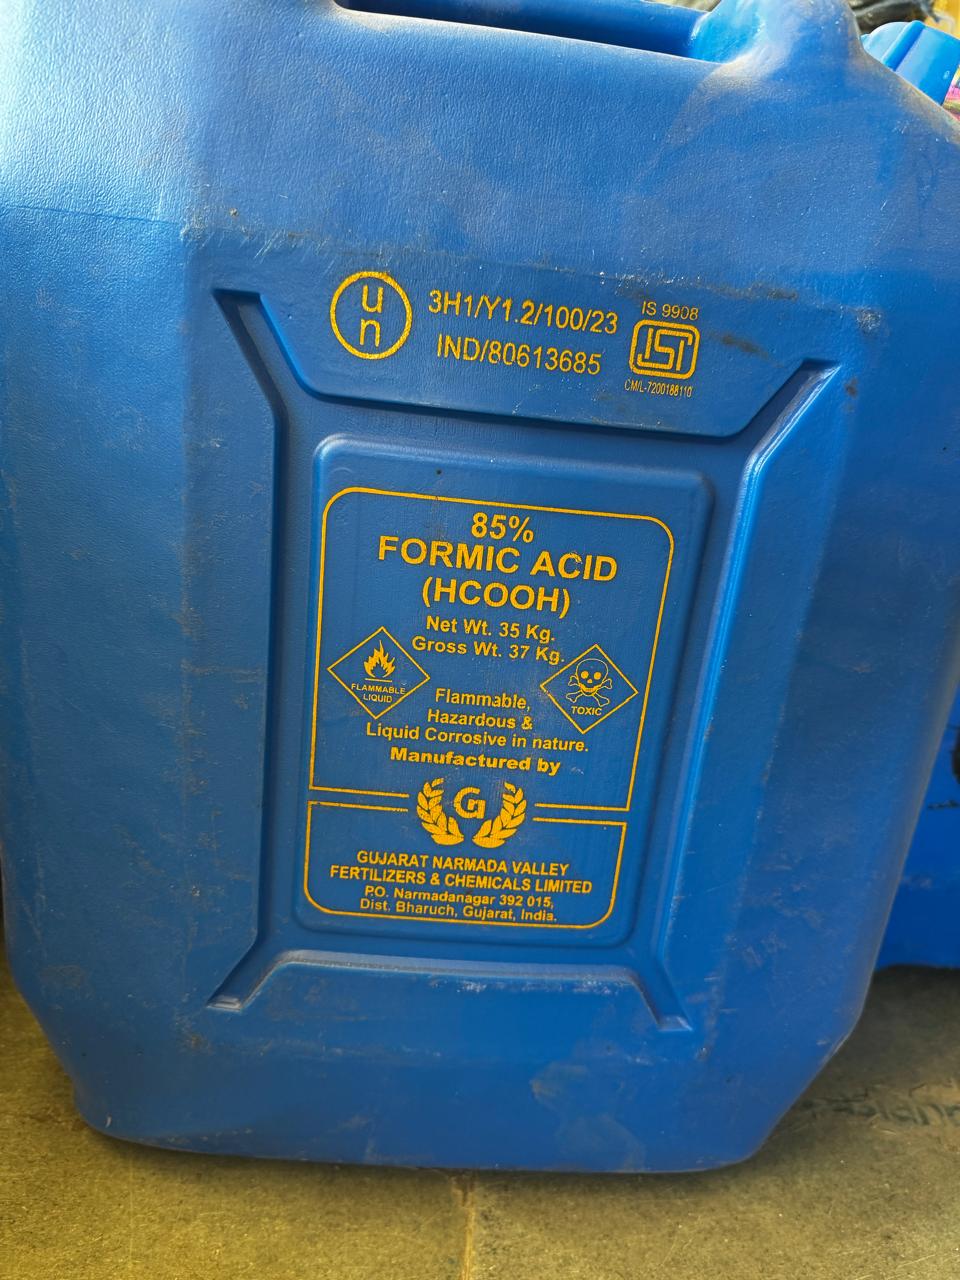 un
3H1/Y1.2/100/23
IND/80613685
IS 9908
ISI
CM/L-7200188110
85%
FORMIC ACID
(HCOOH)
Net Wt. 35 Kg.
Gross Wt. 37 Kg.
FLAMMABLE
LIQUID
TOXIC
Flammable,
Hazardous &
Liquid Corrosive in nature.
Manufactured by
G
GUJARAT NARMADA VALLEY
FERTILIZERS & CHEMICALS LIMITED
P.O. Narmadanagar 392 015,
Dist. Bharuch, Gujarat, India.